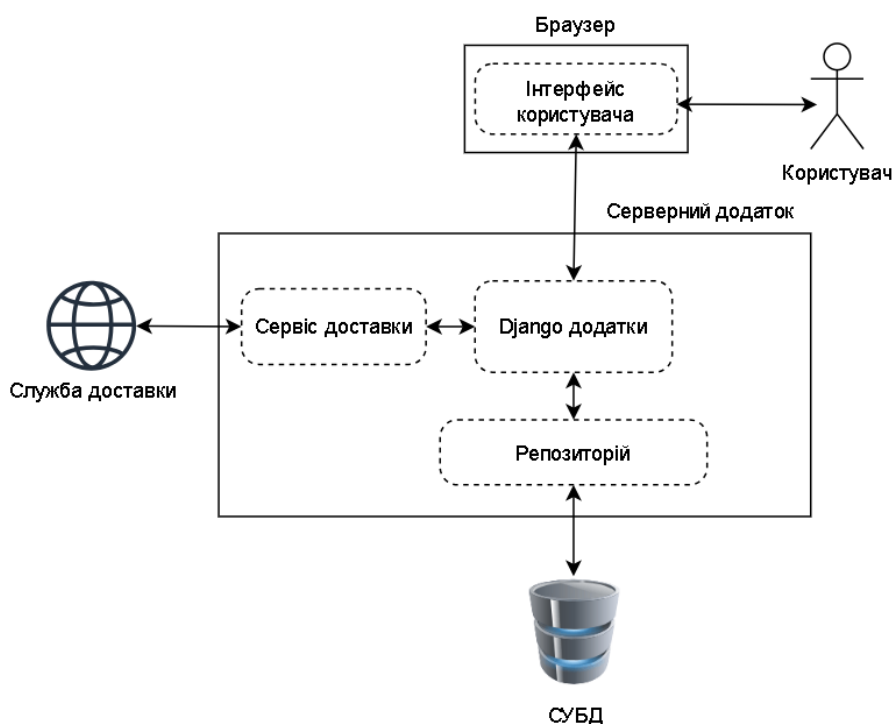 Браузер
Інтерфейс
користувача
Користувач
Серверний додаток
Сервіс доставки
Django додатки
Служба доставки
Репозиторій
СУБД